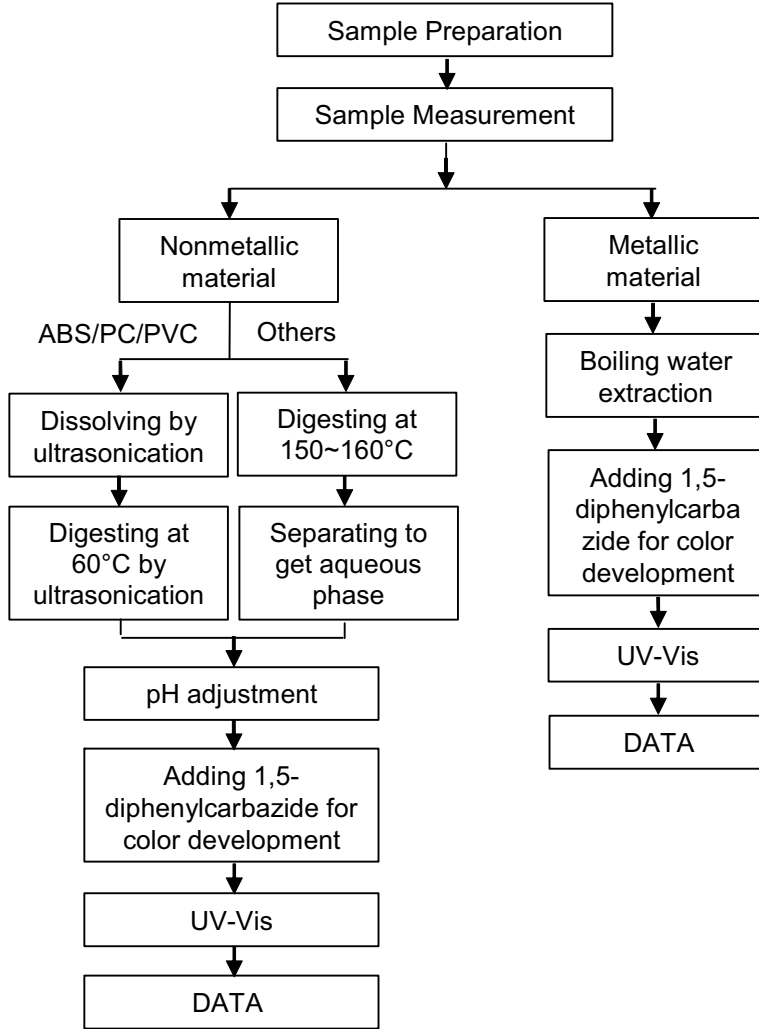 Sample Preparation
Sample Measurement
Nonmetallic
material
Metallic
material
ABS/PC/PVC
Others
Boiling water
extraction
Dissolving by
ultrasonication
Digesting at
150~160°C
Adding 1,5-
diphenylcarba
zide for color
development
Digesting at
60°C by
ultrasonication
Separating to
get aqueous
phase
UV-Vis
pH adjustment
DATA
Adding 1,5-
diphenylcarbazide for
color development
UV-Vis
DATA